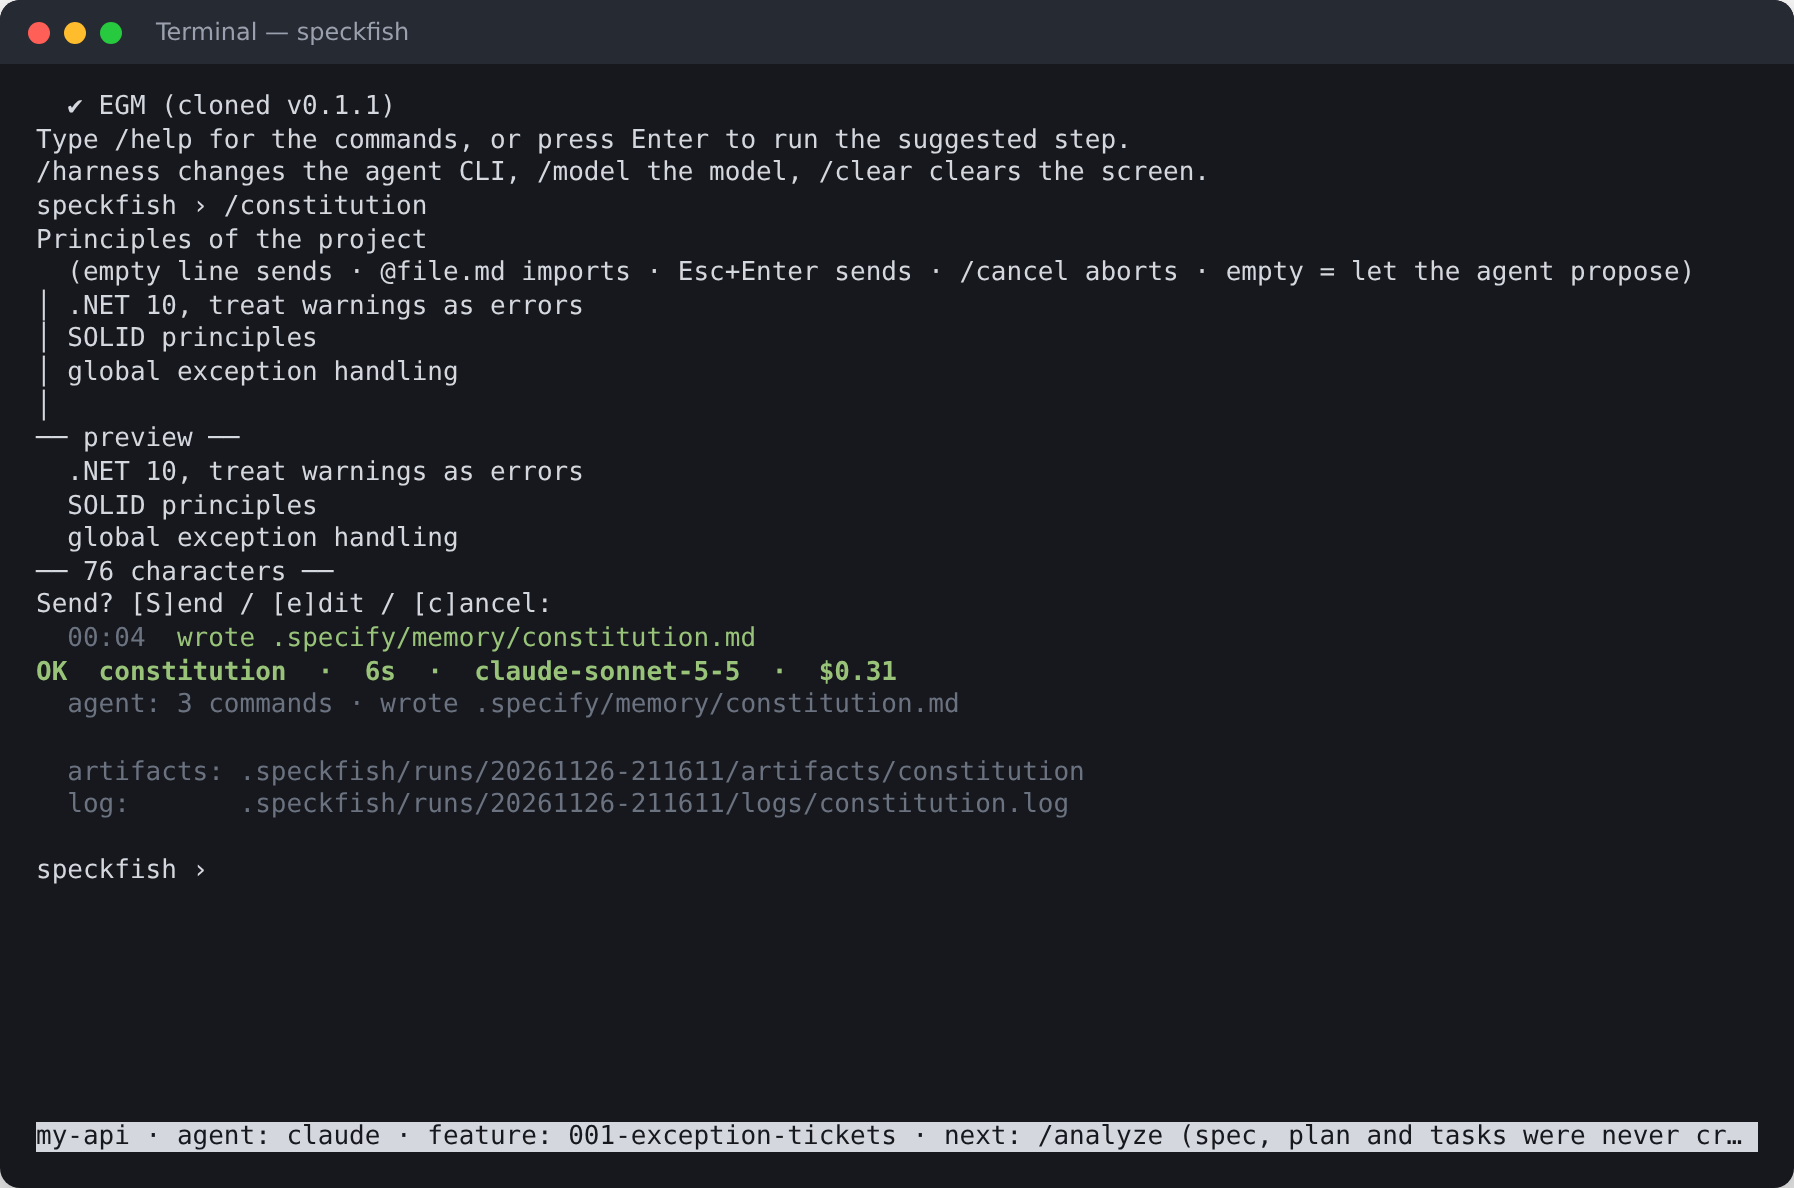 Terminal — speckfish
✔ EGM (cloned v0.1.1)
Type /help for the commands, or press Enter to run the suggested step.
/harness changes the agent CLI, /model the model, /clear clears the screen.
speckfish › /constitution
Principles of the project
(empty line sends · @file.md imports · Esc+Enter sends · /cancel aborts · empty = let the agent propose)
│ .NET 10, treat warnings as errors
│ SOLID principles
│ global exception handling
│
── preview ──
.NET 10, treat warnings as errors
SOLID principles
global exception handling
── 76 characters ──
Send? [S]end / [e]dit / [c]ancel:
00:04  wrote .specify/memory/constitution.md
OK  constitution  ·  6s  ·  claude-sonnet-5-5  ·  $0.31
agent: 3 commands · wrote .specify/memory/constitution.md
artifacts: .speckfish/runs/20261126-211611/artifacts/constitution
log:       .speckfish/runs/20261126-211611/logs/constitution.log
speckfish ›
my-api · agent: claude · feature: 001-exception-tickets · next: /analyze (spec, plan and tasks were never cr…